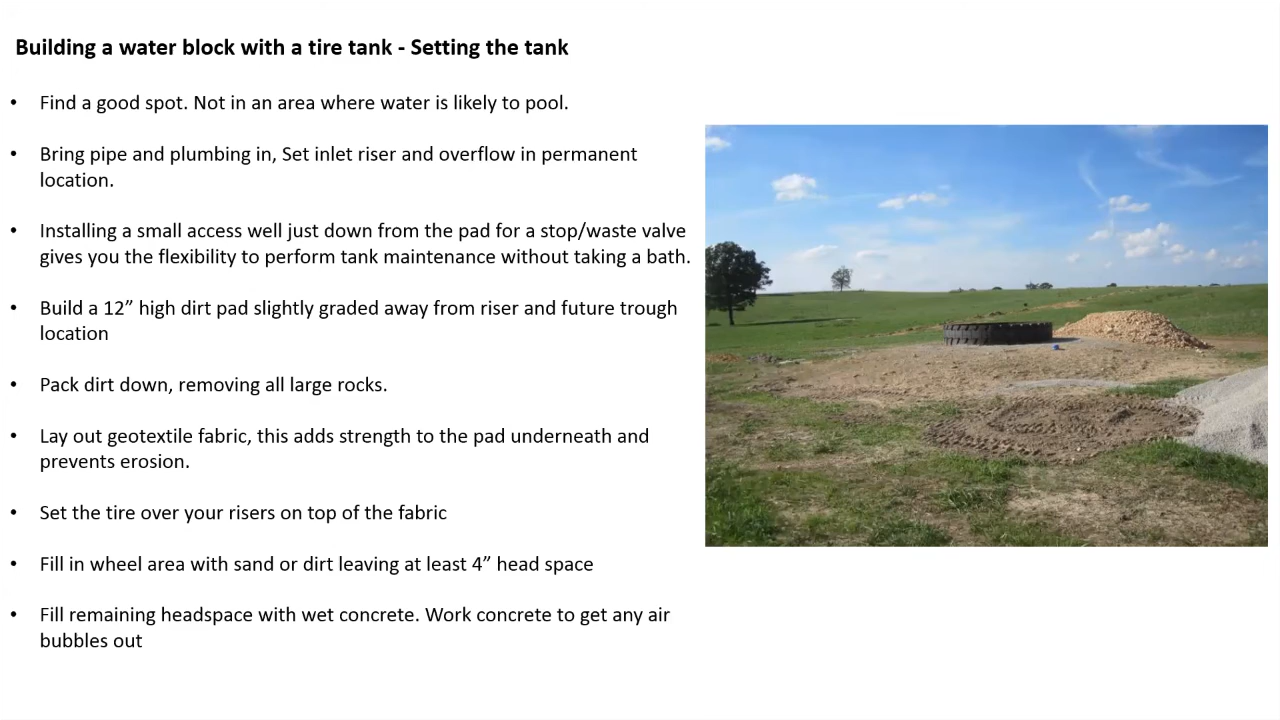 Building a water block with a tire tank - Setting the tank
• Find a good spot. Not in an area where water is likely to pool.
• Bring pipe and plumbing in, Set inlet riser and overflow in permanent
location.
• Installing a small access well just down from the pad for a stop/waste valve
gives you the flexibility to perform tank maintenance without taking a bath.
• Build a 12” high dirt pad slightly graded away from riser and future trough
location
• Pack dirt down, removing all large rocks.
• Lay out geotextile fabric, this adds strength to the pad underneath and
prevents erosion.
• Set the tire over your risers on top of the fabric
• Fill in wheel area with sand or dirt leaving at least 4” head space
• Fill remaining headspace with wet concrete. Work concrete to get any air
bubbles out